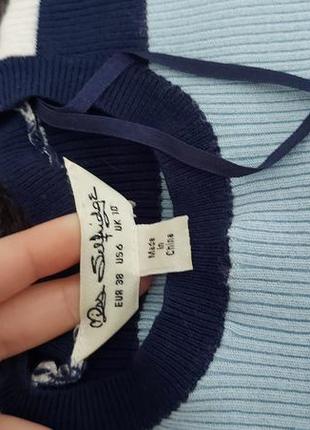 Miss Selfridge
EUR 38 US 6 UK 10
Made
in
China